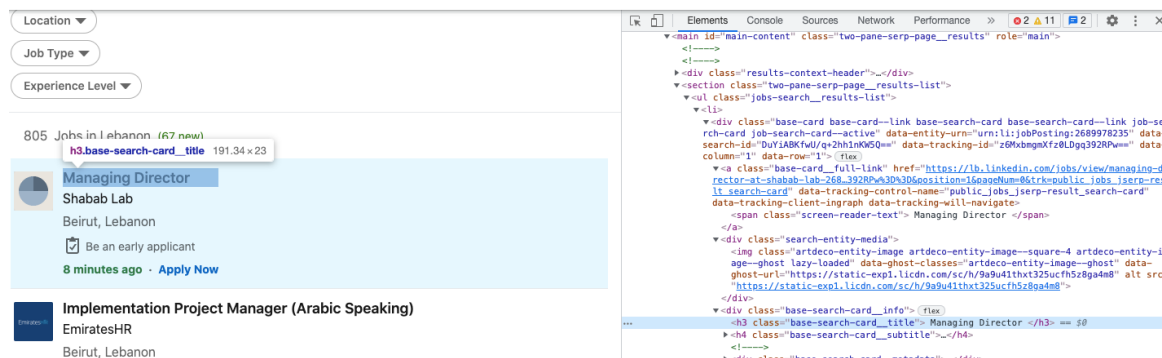 Location ▼
Job Type ▼
Experience Level ▼
805 Jobs in Lebanon (67 new)
h3.base-search-card__title 191.34 × 23
Managing Director
Shabab Lab
Beirut, Lebanon
Be an early applicant
8 minutes ago · Apply Now
EmiratesHR
Implementation Project Manager (Arabic Speaking)
EmiratesHR
Beirut, Lebanon
Elements Console Sources Network Performance » 2 11 2
▼<main id="main-content" class="two-pane-serp-page__results" role="main">
<!---->
<!---->
▶<div class="results-context-header">…</div>
▼<section class="two-pane-serp-page__results-list">
▼<ul class="jobs-search__results-list">
▼<li>
▼<div class="base-card base-card--link base-search-card base-search-card--link job-se
rch-card job-search-card--active" data-entity-urn="urn:li:jobPosting:2689978235" data
search-id="DuYiABKfwU/q+2hh1nKW5Q==" data-tracking-id="z6MxbmgmXfz0LDgq392RPw==" data
column="1" data-row="1"> flex
▼<a class="base-card__full-link" href="https://lb.linkedin.com/jobs/view/managing-d
rector-at-shabab-lab-268…392RPw%3D%3D&position=1&pageNum=0&trk=public_jobs_jserp-resul
lt_search-card" data-tracking-control-name="public_jobs_jserp-result_search-card"
data-tracking-client-ingraph data-tracking-will-navigate>
<span class="screen-reader-text"> Managing Director </span>
</a>
▼<div class="search-entity-media">
<img class="artdeco-entity-image artdeco-entity-image--square-4 artdeco-entity-i
age--ghost lazy-loaded" data-ghost-classes="artdeco-entity-image--ghost" data-
ghost-url="https://static-exp1.licdn.com/sc/h/9a9u41thxt325ucfh5z8ga4m8" alt src
"https://static-exp1.licdn.com/sc/h/9a9u41thxt325ucfh5z8ga4m8">
</div>
▼<div class="base-search-card__info"> flex
… <h3 class="base-search-card__title"> Managing Director </h3> == $0
▶<h4 class="base-search-card__subtitle">…</h4>
<!---->